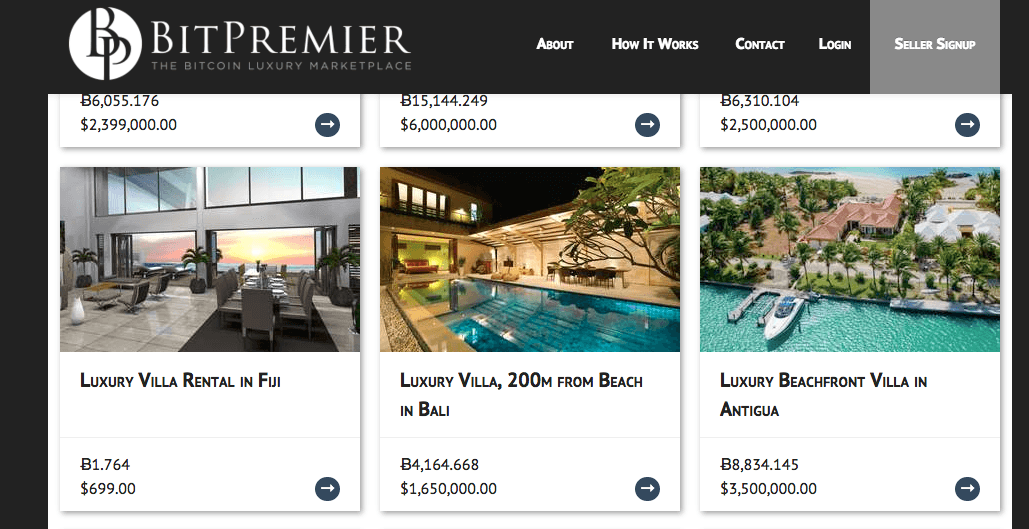 BP BitPremier
The Bitcoin Luxury Marketplace
About How It Works Contact Login Seller Signup
Ƀ6,055.176 Ƀ15,144.249 Ƀ6,310.104
$2,399,000.00 $6,000,000.00 $2,500,000.00
Luxury Villa Rental in Fiji
Luxury Villa, 200m from Beach
in Bali
Luxury Beachfront Villa in
Antigua
Ƀ1.764 Ƀ4,164.668 Ƀ8,834.145
$699.00 $1,650,000.00 $3,500,000.00